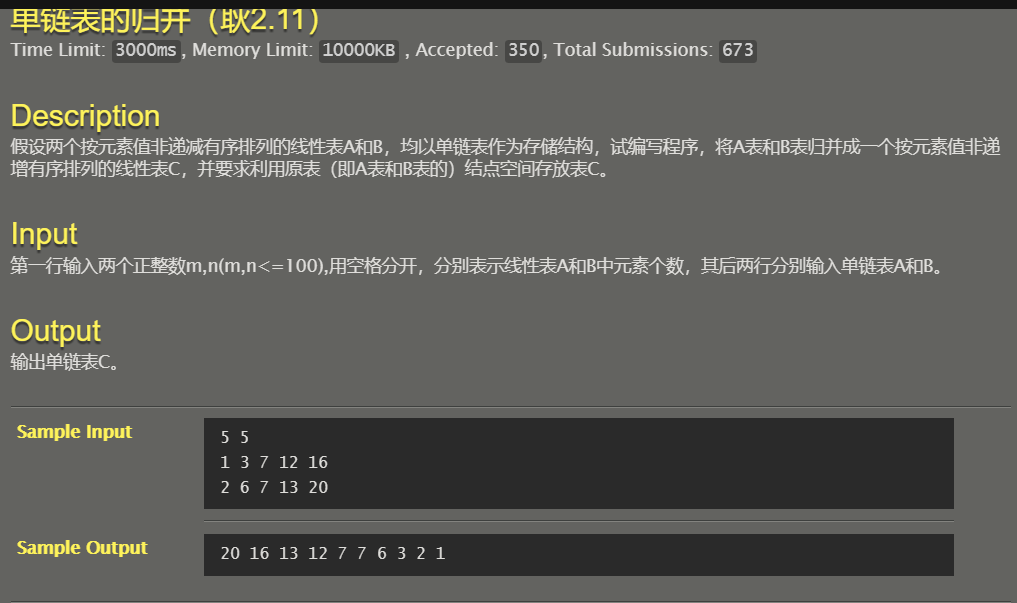 单链表的归并（耿2.11）
Time Limit: 3000ms, Memory Limit: 10000KB , Accepted: 350, Total Submissions: 673
Description
假设两个按元素值非递减有序排列的线性表A和B，均以单链表作为存储结构，试编写程序，将A表和B表归并成一个按元素值非递
增有序排列的线性表C，并要求利用原表（即A表和B表的）结点空间存放表C。
Input
第一行输入两个正整数m,n(m,n<=100),用空格分开，分别表示线性表A和B中元素个数，其后两行分别输入单链表A和B。
Output
输出单链表C。
Sample Input
5 5
1 3 7 12 16
2 6 7 13 20
Sample Output
20 16 13 12 7 7 6 3 2 1